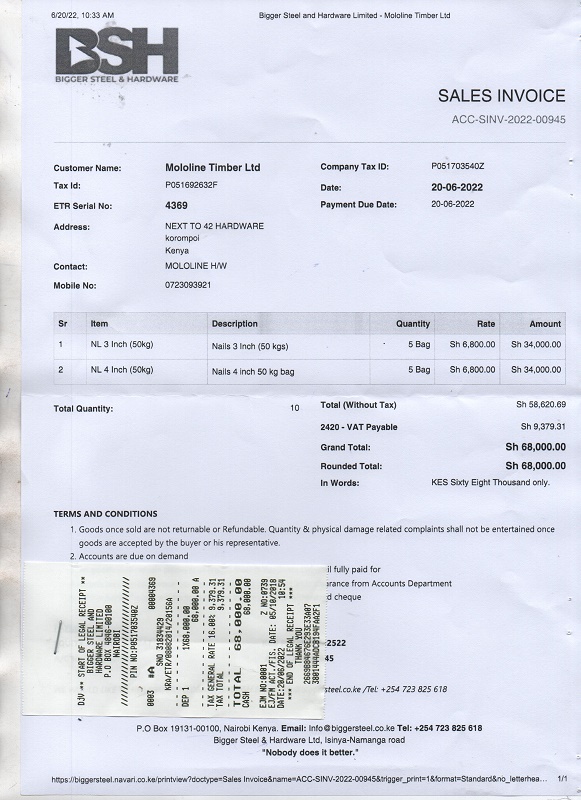 6/20/22, 10:33 AM Bigger Steel and Hardware Limited - Mololine Timber Ltd
BSH
BIGGER STEEL & HARDWARE
SALES INVOICE
ACC-SINV-2022-00945
Customer Name: Mololine Timber Ltd Company Tax ID: P051703540Z
Tax Id: P051692632F Date: 20-06-2022
ETR Serial No: 4369 Payment Due Date: 20-06-2022
Address: NEXT TO 42 HARDWARE
korompoi
Kenya
Contact: MOLOLINE H/W
Mobile No: 0723093921
Sr Item Description Quantity Rate Amount
1 NL 3 Inch (50kg) Nails 3 Inch (50 kgs) 5 Bag Sh 6,800.00 Sh 34,000.00
2 NL 4 Inch (50kg) Nails 4 inch 50 kg bag 5 Bag Sh 6,800.00 Sh 34,000.00
Total Quantity: 10 Total (Without Tax) Sh 58,620.69
2420 - VAT Payable Sh 9,379.31
Grand Total: Sh 68,000.00
Rounded Total: Sh 68,000.00
In Words: KES Sixty Eight Thousand only.
TERMS AND CONDITIONS
1. Goods once sold are not returnable or Refundable. Quantity & physical damage related complaints shall not be entertained once
goods are accepted by the buyer or his representative.
2. Accounts are due on demand
il fully paid for
arance from Accounts Department
d cheque
2522
45
steel.co.ke /Tel: +254 723 825 618
** START OF LEGAL RECEIPT **
BIGGER STEEL AND
HARDWARE LIMITED
P.O BOX 4846-00100
NAIROBI
PIN NO:P051703540Z
0003 #A 00004369
SNO 31834429
DEP 1 1X68,000.00
68,000.00 A
TAX GENERAL RATE 16.00% 9,379.31
TAX TOTAL 9,379.31
TOTAL 68,000.00
CASH 68,000.00
EJM NO:0001 Z NO:0739
EJ/FM ACT./FIS. DATE: 05/10/2018
DATE:20/06/2022 10:54
*** END OF LEGAL RECEIPT ***
THANK YOU
P.O Box 19131-00100, Nairobi Kenya. Email: Info@biggersteel.co.ke Tel: +254 723 825 618
Bigger Steel & Hardware Ltd, Isinya-Namanga road
"Nobody does it better."
https://biggersteel.navari.co.ke/printview?doctype=Sales Invoice&name=ACC-SINV-2022-00945&trigger_print=1&format=Standard&no_letterhea... 1/1